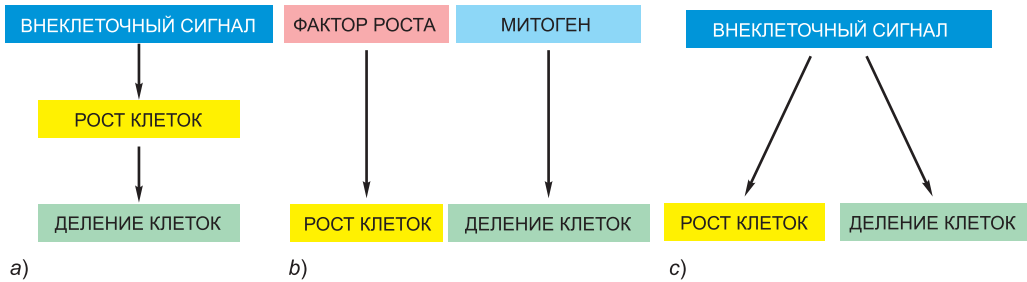 ВНЕКЛЕТОЧНЫЙ СИГНАЛ
РОСТ КЛЕТОК
ДЕЛЕНИЕ КЛЕТОК
a)
ФАКТОР РОСТА
МИТОГЕН
РОСТ КЛЕТОК
ДЕЛЕНИЕ КЛЕТОК
b)
ВНЕКЛЕТОЧНЫЙ СИГНАЛ
РОСТ КЛЕТОК
ДЕЛЕНИЕ КЛЕТОК
c)